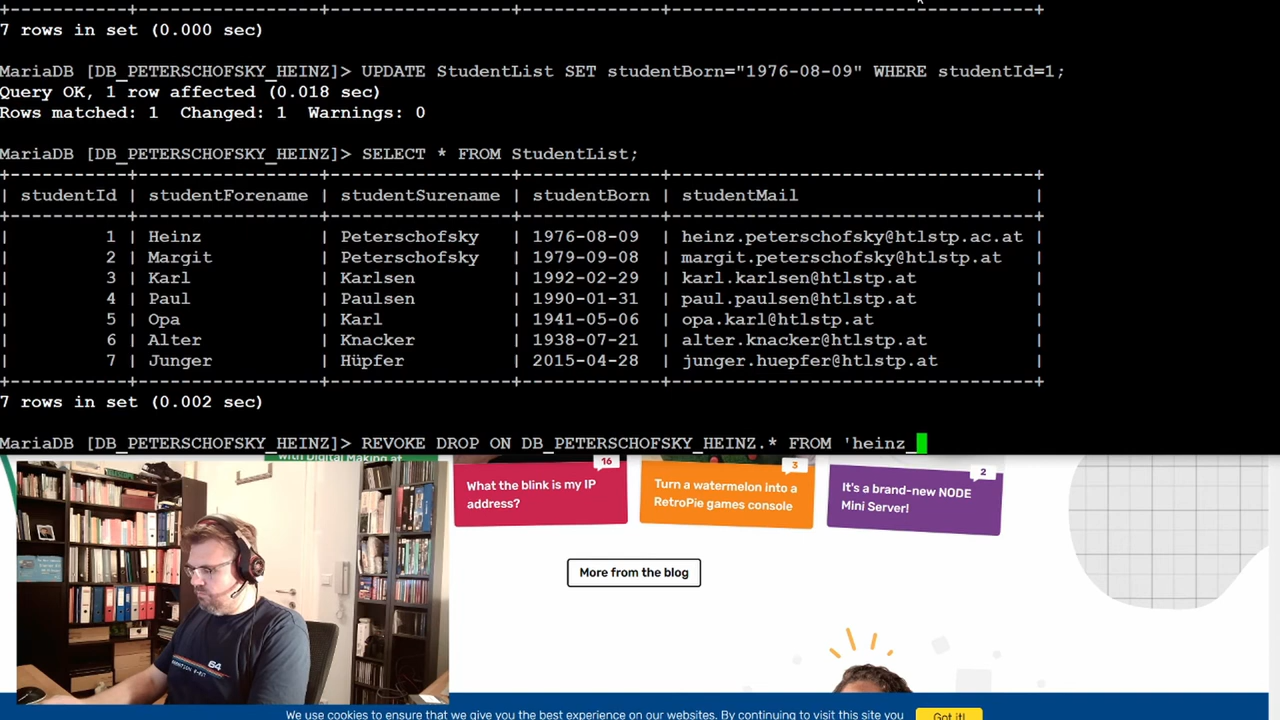 +-----------+------------------+-----------------+-------------+----------------------------------+
7 rows in set (0.000 sec)
MariaDB [DB_PETERSCHOFSKY_HEINZ]> UPDATE StudentList SET studentBorn="1976-08-09" WHERE studentId=1;
Query OK, 1 row affected (0.018 sec)
Rows matched: 1  Changed: 1  Warnings: 0
MariaDB [DB_PETERSCHOFSKY_HEINZ]> SELECT * FROM StudentList;
+-----------+-----------------+-----------------+-------------+----------------------------------+
| studentId | studentForename | studentSurename | studentBorn | studentMail |
+-----------+-----------------+-----------------+-------------+----------------------------------+
| 1 | Heinz | Peterschofsky | 1976-08-09 | heinz.peterschofsky@htlstp.ac.at |
| 2 | Margit | Peterschofsky | 1979-09-08 | margit.peterschofsky@htlstp.at |
| 3 | Karl | Karlsen | 1992-02-29 | karl.karlsen@htlstp.at |
| 4 | Paul | Paulsen | 1990-01-31 | paul.paulsen@htlstp.at |
| 5 | Opa | Karl | 1941-05-06 | opa.karl@htlstp.at |
| 6 | Alter | Knacker | 1938-07-21 | alter.knacker@htlstp.at |
| 7 | Junger | Hüpfer | 2015-04-28 | junger.huepfer@htlstp.at |
+-----------+-----------------+-----------------+-------------+----------------------------------+
7 rows in set (0.002 sec)
MariaDB [DB_PETERSCHOFSKY_HEINZ]> REVOKE DROP ON DB_PETERSCHOFSKY_HEINZ.* FROM 'heinz_
with Digital Making at
16
What the blink is my IP
address?
3
Turn a watermelon into a
RetroPie games console
2
It's a brand-new NODE
Mini Server!
More from the blog
64
We use cookies to ensure that we give you the best experience on our websites. By continuing to visit this site you
Got it!